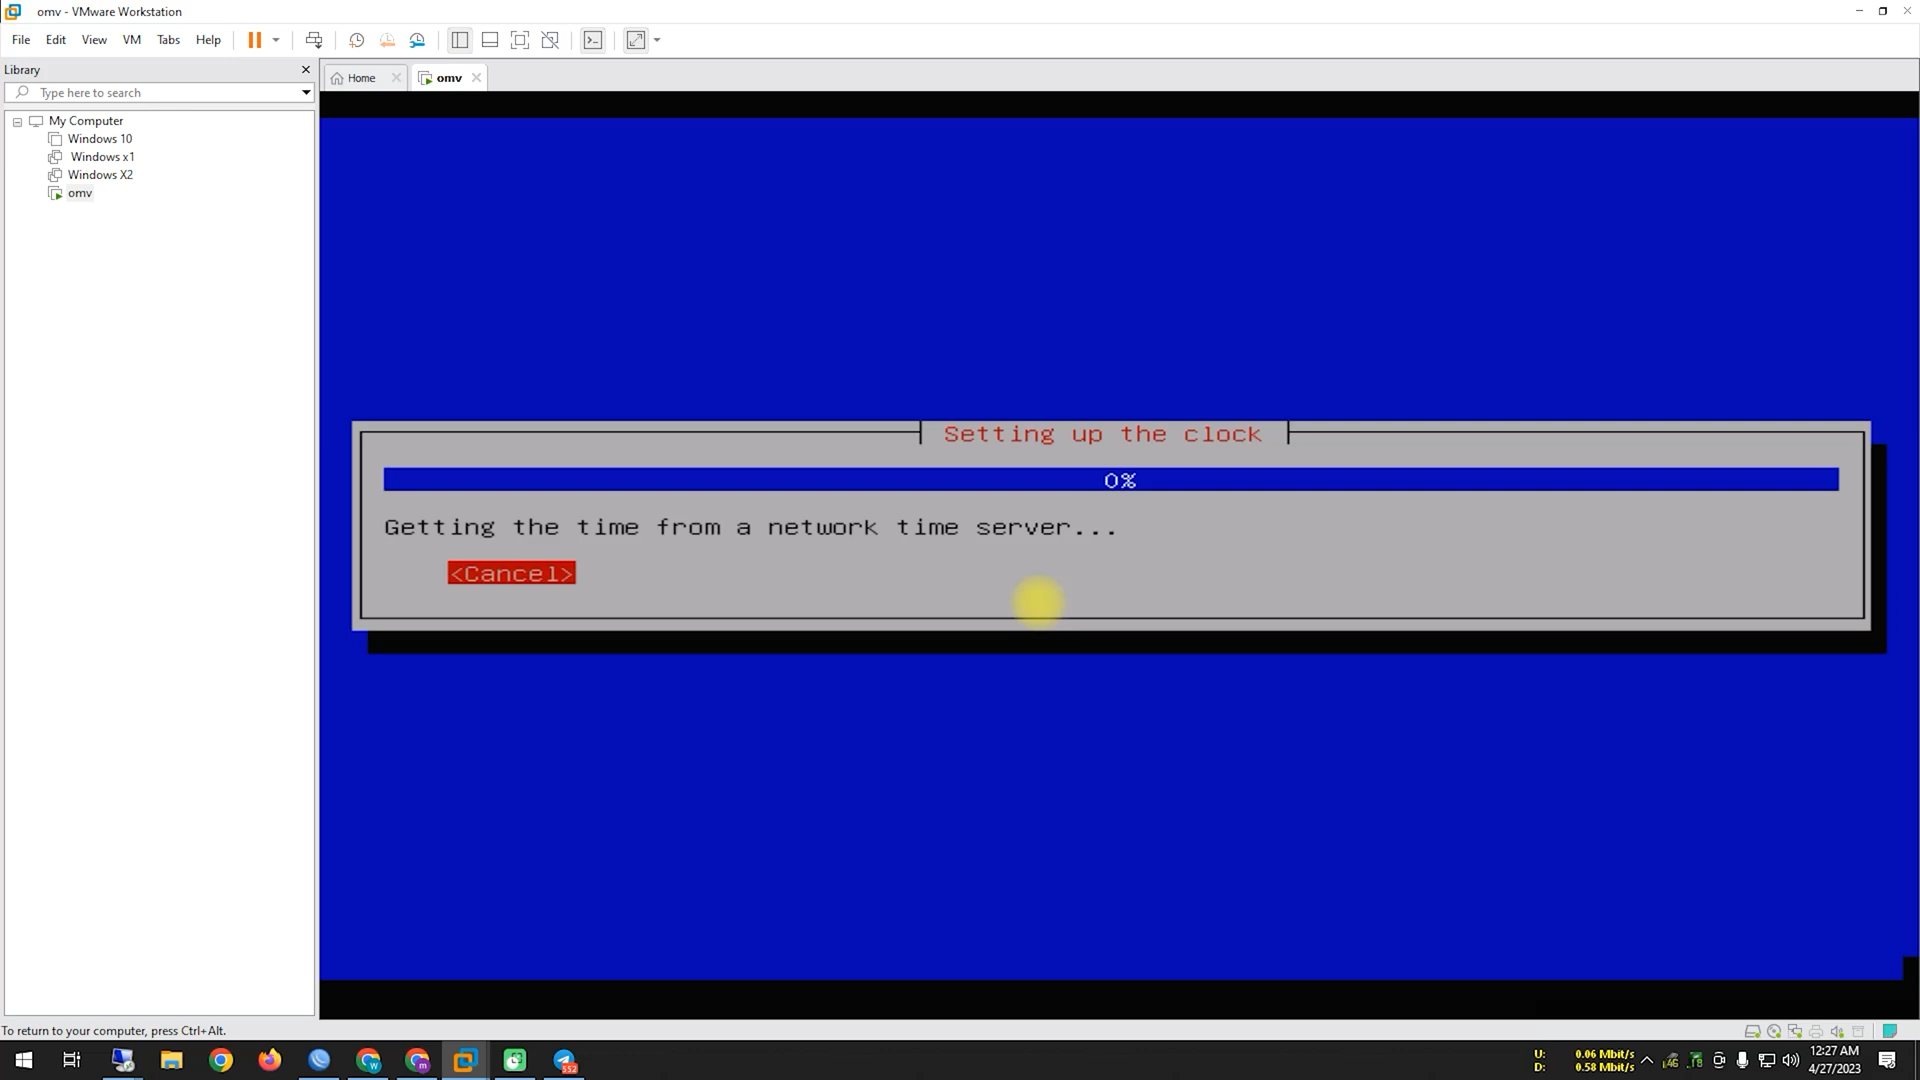 omv - VMware Workstation
File Edit View VM Tabs Help
Library
Type here to search
My Computer
Windows 10
Windows x1
Windows X2
omv
Home
omv
Setting up the clock
0%
Getting the time from a network time server...
<Cancel>
To return to your computer, press Ctrl+Alt.
552
U: 0.06 Mbit/s
D: 0.58 Mbit/s
12:27 AM
4/27/2023